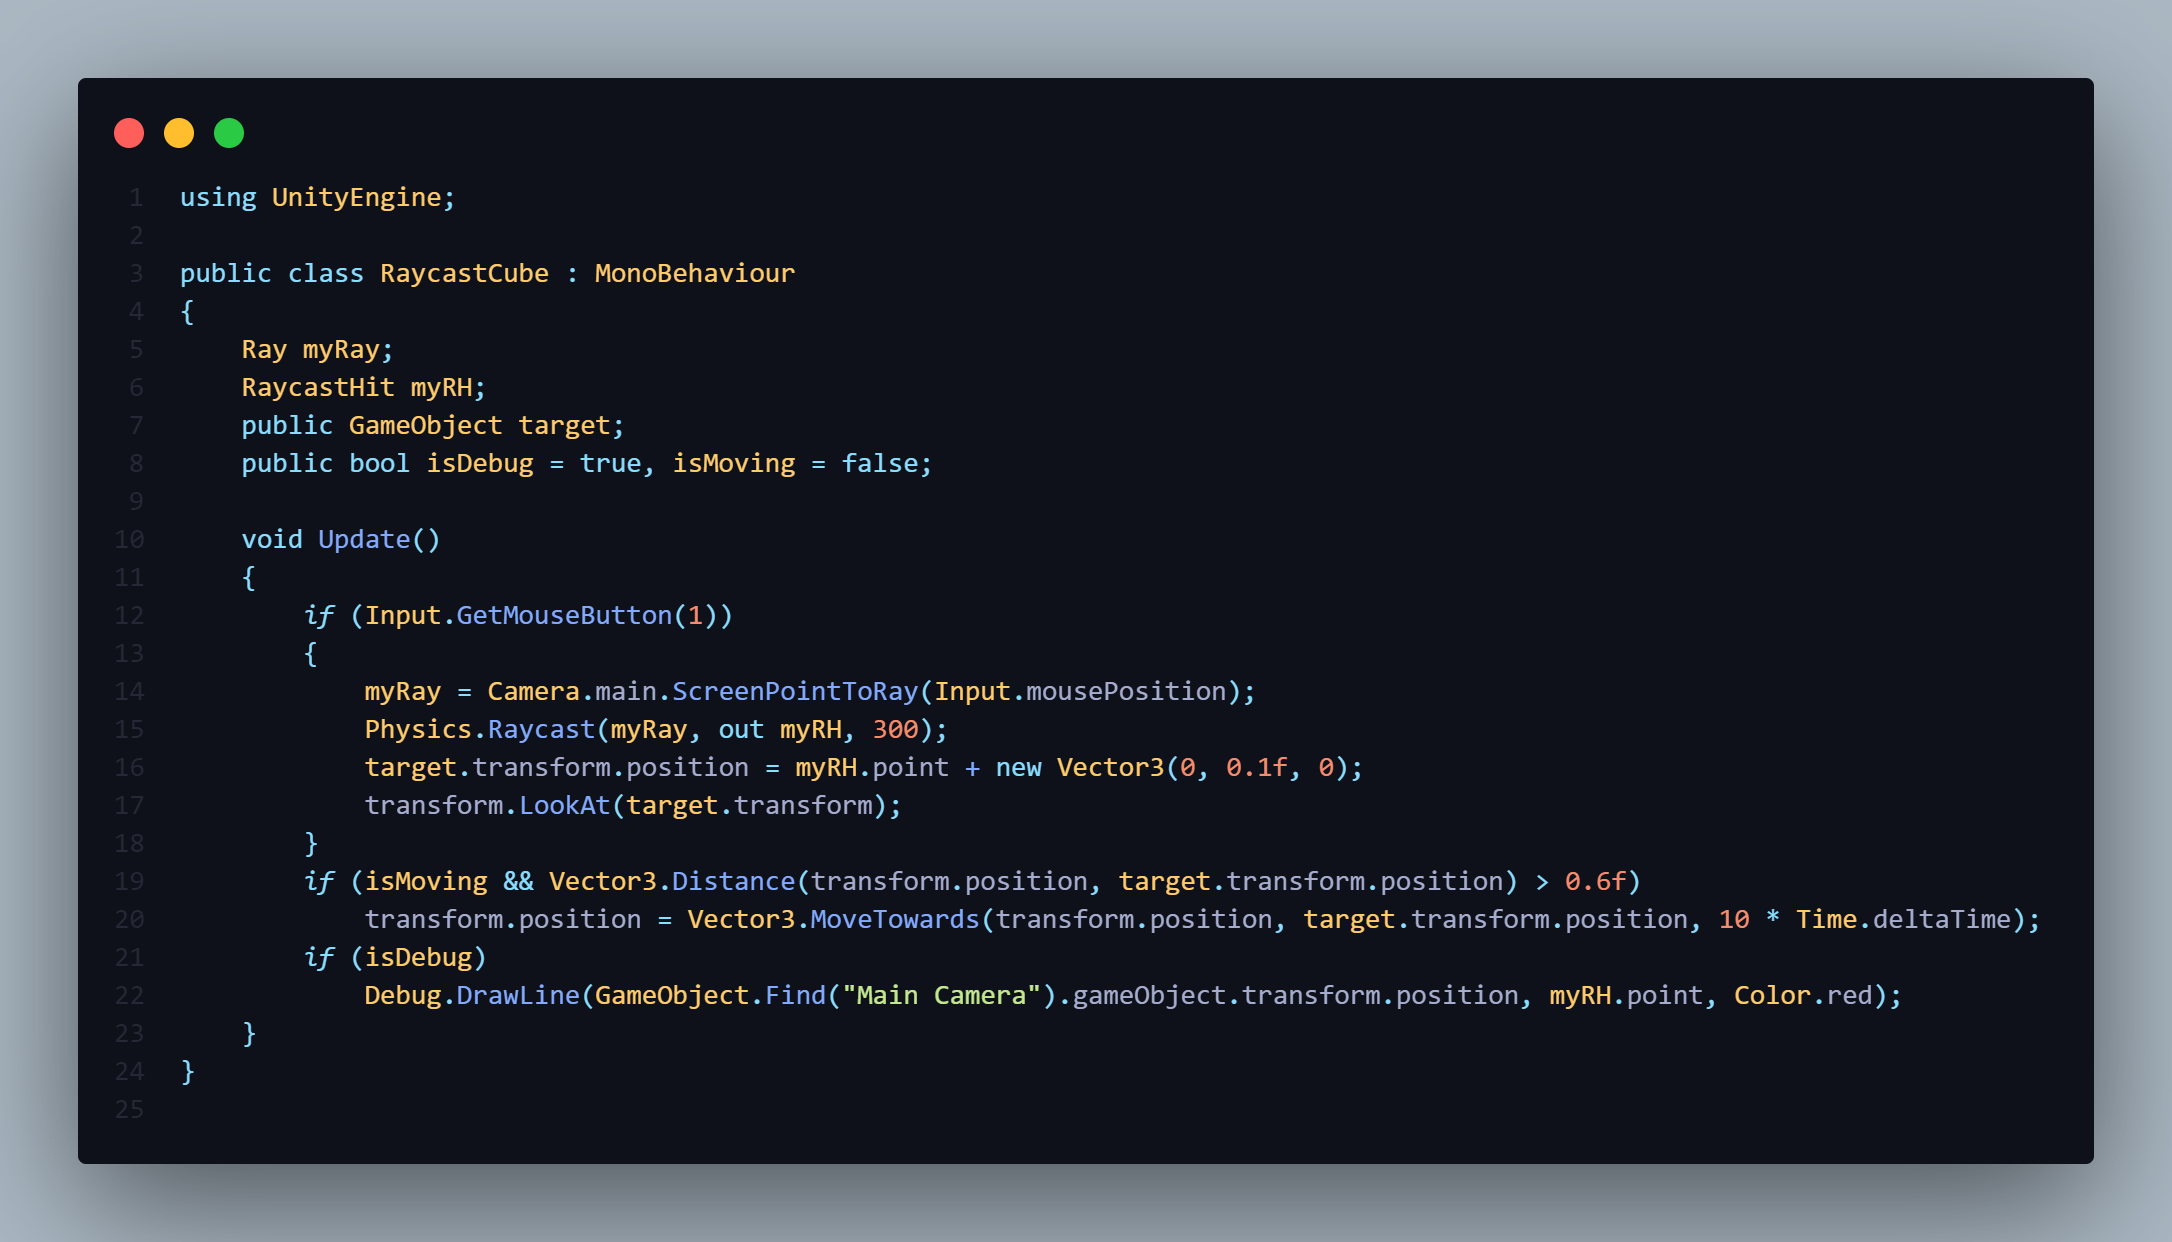 1 using UnityEngine;
2
3 public class RaycastCube : MonoBehaviour
4 {
5     Ray myRay;
6     RaycastHit myRH;
7     public GameObject target;
8     public bool isDebug = true, isMoving = false;
9
10     void Update()
11     {
12         if (Input.GetMouseButton(1))
13         {
14             myRay = Camera.main.ScreenPointToRay(Input.mousePosition);
15             Physics.Raycast(myRay, out myRH, 300);
16             target.transform.position = myRH.point + new Vector3(0, 0.1f, 0);
17             transform.LookAt(target.transform);
18         }
19         if (isMoving && Vector3.Distance(transform.position, target.transform.position) > 0.6f)
20             transform.position = Vector3.MoveTowards(transform.position, target.transform.position, 10 * Time.deltaTime);
21         if (isDebug)
22             Debug.DrawLine(GameObject.Find("Main Camera").gameObject.transform.position, myRH.point, Color.red);
23     }
24 }
25